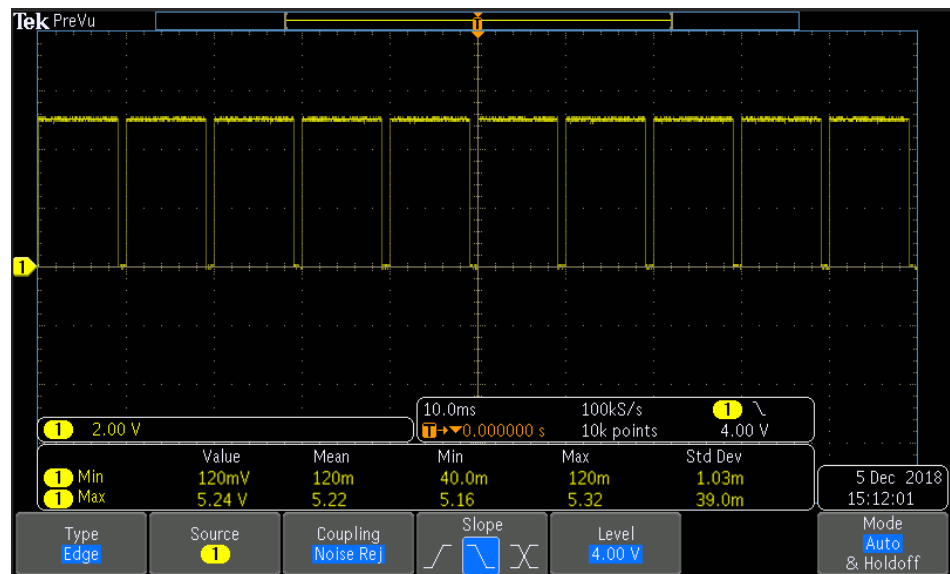 Tek PreVu
T
1
10.0ms 100kS/s 1
1 2.00 V
T→▼0.000000 s 10k points 4.00 V
Value Mean Min Max Std Dev
1 Min 120mV 120m 40.0m 120m 1.03m
1 Max 5.24 V 5.22 5.16 5.32 39.0m
5 Dec 2018
15:12:01
Type
Edge
Source
1
Coupling
Noise Rej
Slope
Level
4.00 V
Mode
Auto
& Holdoff